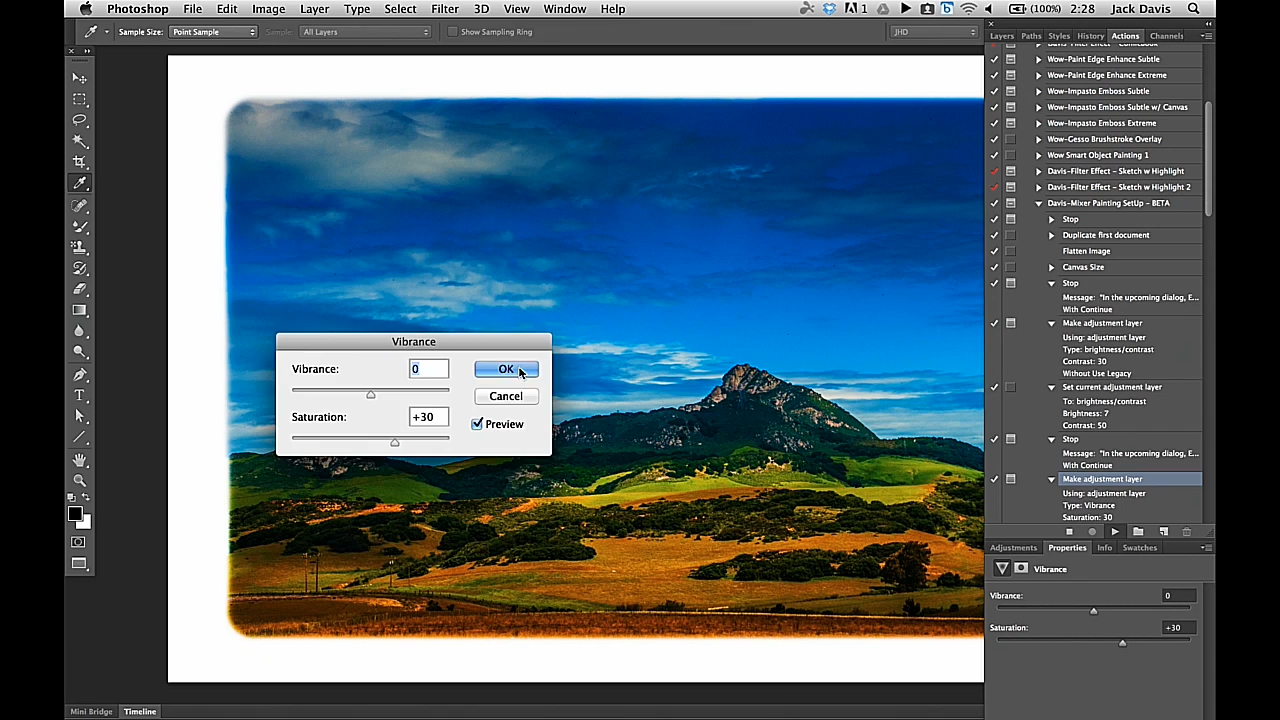 Photoshop File Edit Image Layer Type Select Filter 3D View Window Help 1 (100%) 2:28 Jack Davis
Sample Size: Point Sample Sample: All Layers Show Sampling Ring JHD
Layers Paths Styles History Actions Channels
Wow-Paint Edge Enhance Subtle
Wow-Paint Edge Enhance Extreme
Wow-Impasto Emboss Subtle
Wow-Impasto Emboss Subtle w/ Canvas
Wow-Impasto Emboss Extreme
Wow-Gesso Brushstroke Overlay
Wow Smart Object Painting 1
Davis-Filter Effect - Sketch w Highlight
Davis-Filter Effect - Sketch w Highlight 2
Davis-Mixer Painting SetUp - BETA
Stop
Duplicate first document
Flatten Image
Canvas Size
Stop
Message: "In the upcoming dialog, E...
With Continue
Make adjustment layer
Using: adjustment layer
Type: brightness/contrast
Contrast: 30
Without Use Legacy
Set current adjustment layer
To: brightness/contrast
Brightness: 7
Contrast: 50
Stop
Message: "In the upcoming dialog, E...
With Continue
Make adjustment layer
Using: adjustment layer
Type: Vibrance
Saturation: 30
Vibrance
Vibrance: 0 OK
Cancel
Saturation: +30 Preview
Adjustments Properties Info Swatches
Vibrance
Vibrance: 0
Saturation: +30
Mini Bridge Timeline